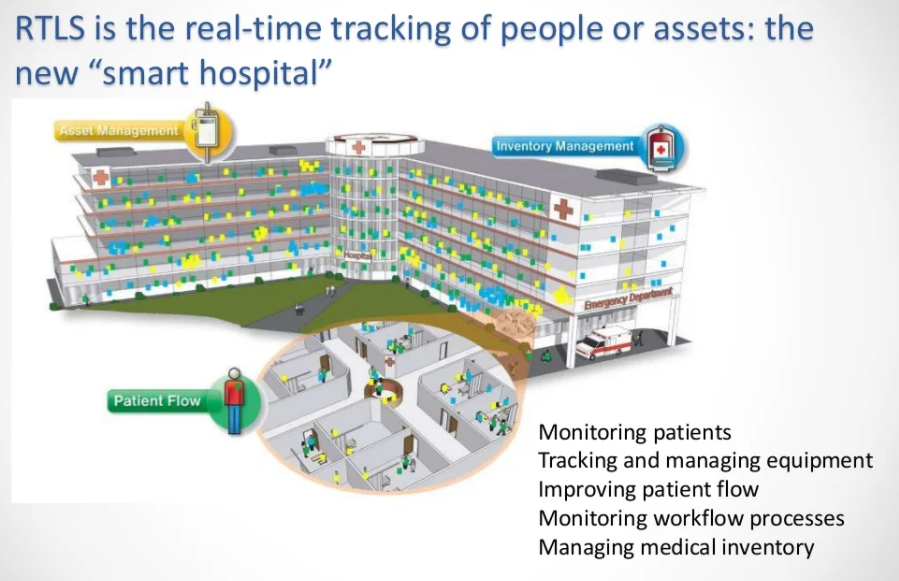 RTLS is the real-time tracking of people or assets: the
new “smart hospital”
Asset Management
Inventory Management
Hospital
Emergency Department
Patient Flow
Monitoring patients
Tracking and managing equipment
Improving patient flow
Monitoring workflow processes
Managing medical inventory